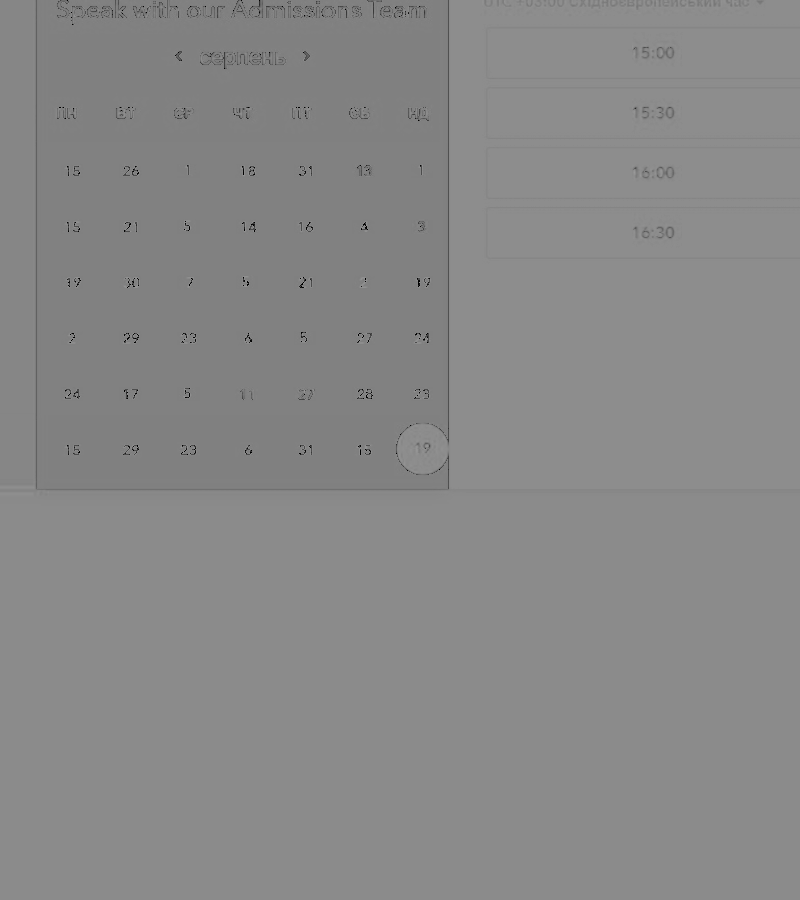 Speak with our Admissions Team
UTC +03:00 Східноєвропейський час
< серпень >
ПН ВТ СР ЧТ ПТ СБ НД
15 26 1 18 31 13 1
15 21 5 14 16 4 3
19 30 7 5 21 2 19
2 29 23 6 5 27 24
24 17 5 11 27 28 23
15 29 23 6 31 15 19
15:00
15:30
16:00
16:30